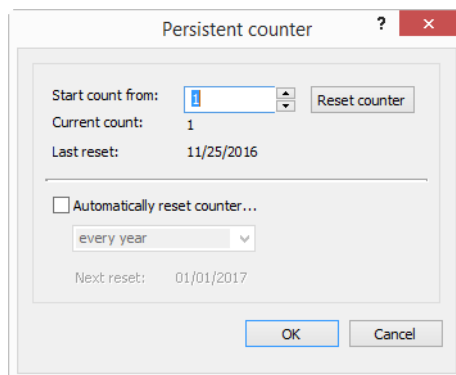 Persistent counter ? ×
Start count from: 1 Reset counter
Current count: 1
Last reset: 11/25/2016
Automatically reset counter...
every year
Next reset: 01/01/2017
OK Cancel